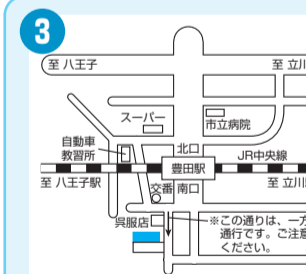 3
至 八王子
至 立川
スーパー
市立病院
自動車
教習所
北口
豊田駅
JR中央線
至 八王子駅
至 立川
交番 南口
呉服店
※この通りは、一方
通行です。ご注意
ください。